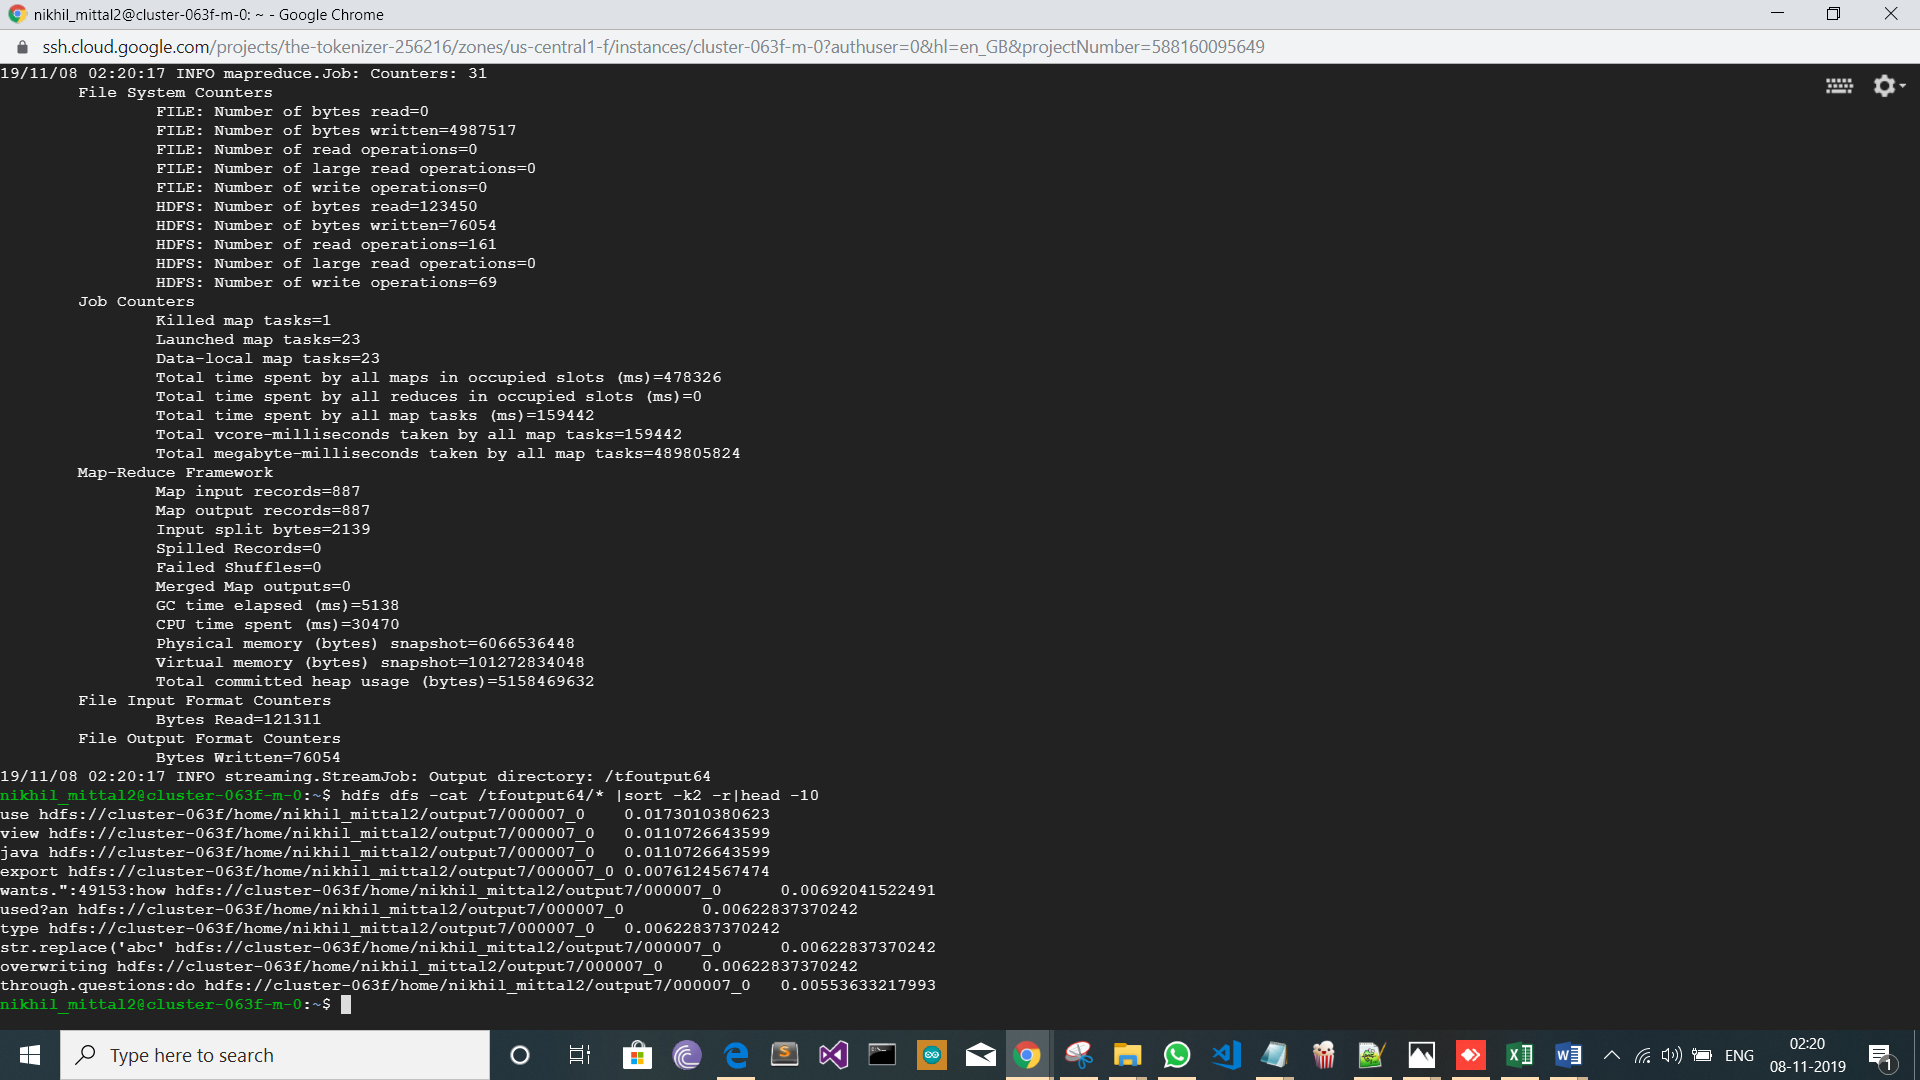 nikhil_mittal2@cluster-063f-m-0: ~ - Google Chrome
ssh.cloud.google.com/projects/the-tokenizer-256216/zones/us-central1-f/instances/cluster-063f-m-0?authuser=0&hl=en_GB&projectNumber=588160095649
19/11/08 02:20:17 INFO mapreduce.Job: Counters: 31
File System Counters
FILE: Number of bytes read=0
FILE: Number of bytes written=4987517
FILE: Number of read operations=0
FILE: Number of large read operations=0
FILE: Number of write operations=0
HDFS: Number of bytes read=123450
HDFS: Number of bytes written=76054
HDFS: Number of read operations=161
HDFS: Number of large read operations=0
HDFS: Number of write operations=69
Job Counters
Killed map tasks=1
Launched map tasks=23
Data-local map tasks=23
Total time spent by all maps in occupied slots (ms)=478326
Total time spent by all reduces in occupied slots (ms)=0
Total time spent by all map tasks (ms)=159442
Total vcore-milliseconds taken by all map tasks=159442
Total megabyte-milliseconds taken by all map tasks=489805824
Map-Reduce Framework
Map input records=887
Map output records=887
Input split bytes=2139
Spilled Records=0
Failed Shuffles=0
Merged Map outputs=0
GC time elapsed (ms)=5138
CPU time spent (ms)=30470
Physical memory (bytes) snapshot=6066536448
Virtual memory (bytes) snapshot=101272834048
Total committed heap usage (bytes)=5158469632
File Input Format Counters
Bytes Read=121311
File Output Format Counters
Bytes Written=76054
19/11/08 02:20:17 INFO streaming.StreamJob: Output directory: /tfoutput64
nikhil_mittal2@cluster-063f-m-0:~$ hdfs dfs -cat /tfoutput64/* |sort -k2 -r|head -10
use hdfs://cluster-063f/home/nikhil_mittal2/output7/000007_0 0.0173010380623
view hdfs://cluster-063f/home/nikhil_mittal2/output7/000007_0 0.0110726643599
java hdfs://cluster-063f/home/nikhil_mittal2/output7/000007_0 0.0110726643599
export hdfs://cluster-063f/home/nikhil_mittal2/output7/000007_0 0.0076124567474
wants.":49153:how hdfs://cluster-063f/home/nikhil_mittal2/output7/000007_0 0.00692041522491
used?an hdfs://cluster-063f/home/nikhil_mittal2/output7/000007_0 0.00622837370242
type hdfs://cluster-063f/home/nikhil_mittal2/output7/000007_0 0.00622837370242
str.replace('abc' hdfs://cluster-063f/home/nikhil_mittal2/output7/000007_0 0.00622837370242
overwriting hdfs://cluster-063f/home/nikhil_mittal2/output7/000007_0 0.00622837370242
through.questions:do hdfs://cluster-063f/home/nikhil_mittal2/output7/000007_0 0.00553633217993
nikhil_mittal2@cluster-063f-m-0:~$
Type here to search
ENG
02:20
08-11-2019
1